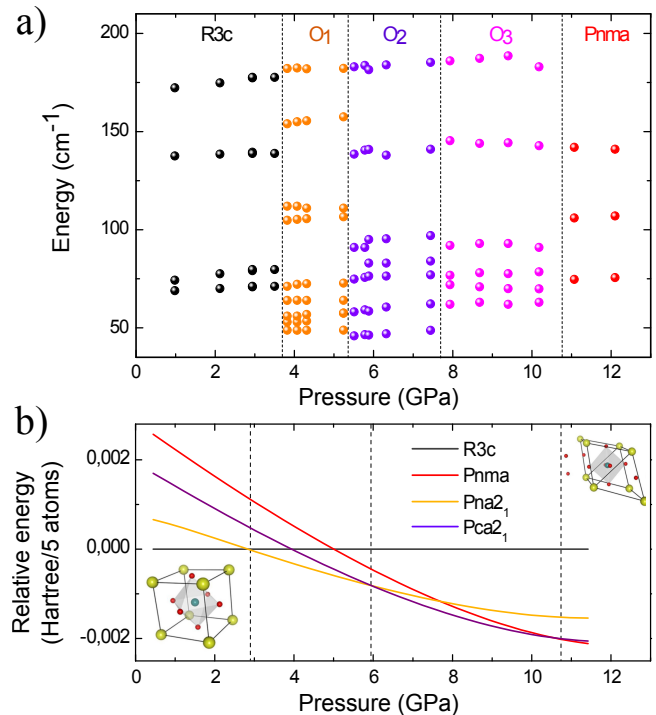 a)
R3c O₁ O₂ O₃ Pnma
200
150
100
50
Energy (cm⁻¹)
0 2 4 6 8 10 12
Pressure (GPa)
b)
R3c
Pnma
Pna2₁
Pca2₁
0,002
0,000
-0,002
Relative energy
(Hartree/5 atoms)
0 2 4 6 8 10 12
Pressure (GPa)